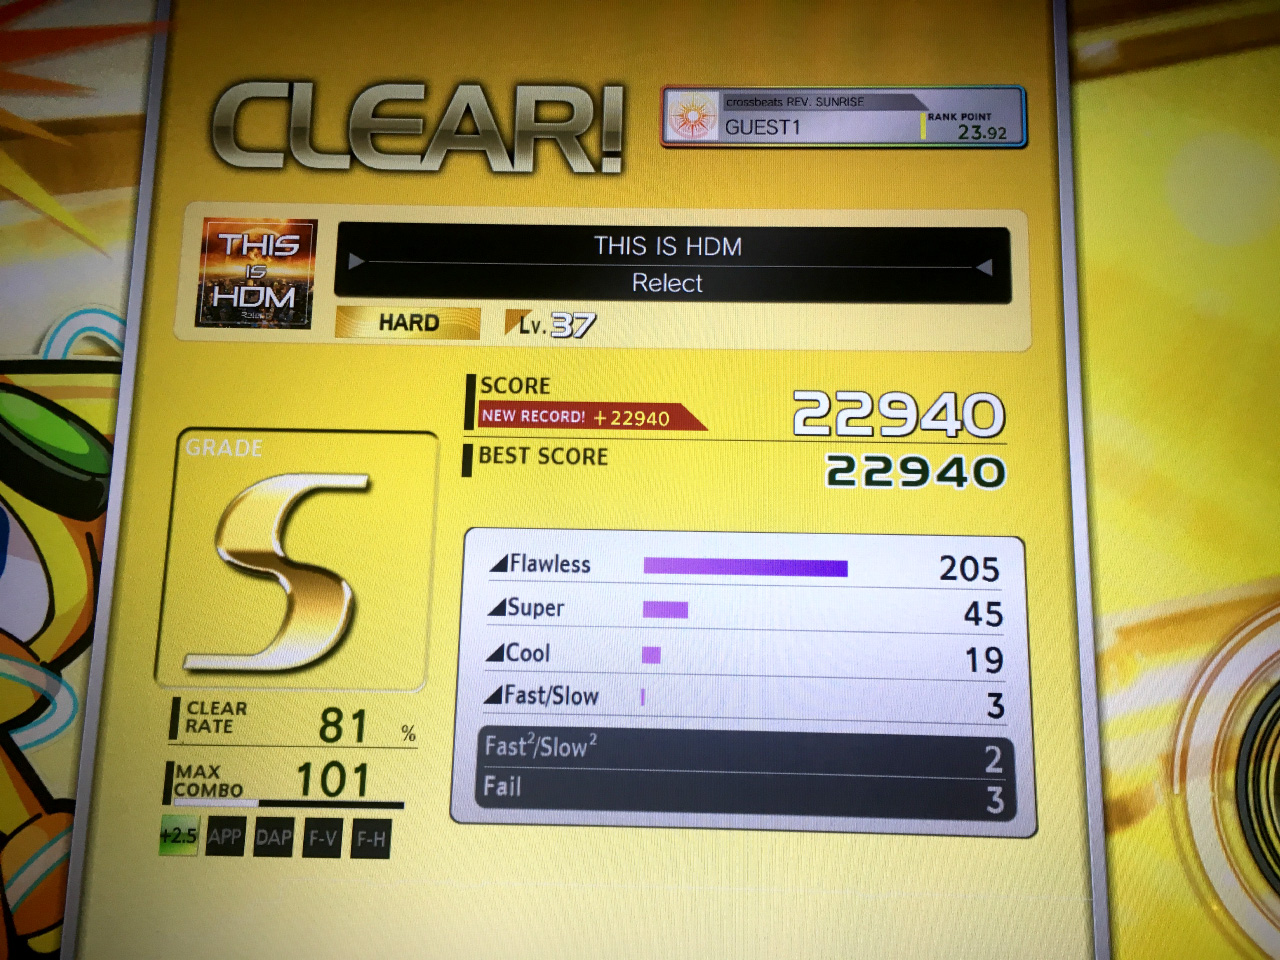 CLEAR!
crossbeats REV. SUNRISE
GUEST1
RANK POINT
23.92
THIS
IS
HDM
Relect
THIS IS HDM
Relect
HARD
Lv. 37
SCORE
22940
NEW RECORD! +22940
BEST SCORE
22940
GRADE
S
Flawless 205
Super 45
Cool 19
Fast/Slow 3
Fast²/Slow² 2
Fail 3
CLEAR
RATE
81 %
MAX
COMBO
101
+2.5 APP DAP F-V F-H